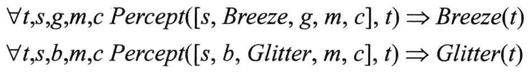 ∀t,s,g,m,c Percept([s, Breeze, g, m, c], t) ⇒ Breeze(t)
∀t,s,b,m,c Percept([s, b, Glitter, m, c], t) ⇒ Glitter(t)